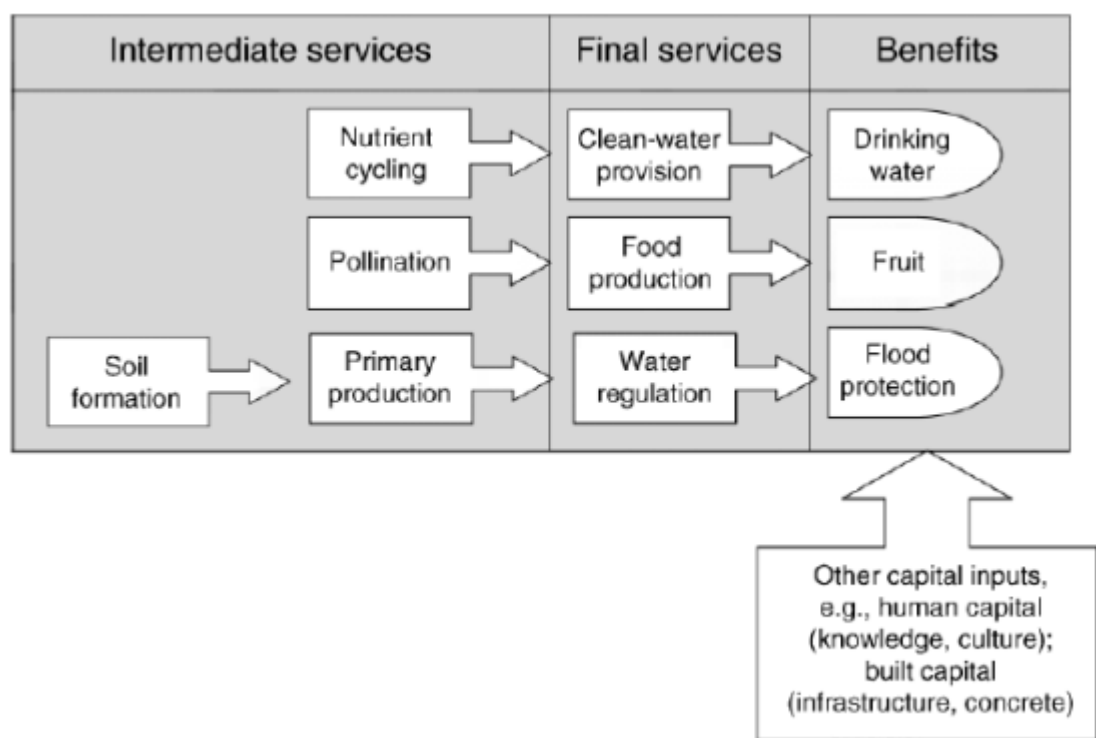 Intermediate services
Final services
Benefits
Nutrient
cycling
Clean-water
provision
Drinking
water
Pollination
Food
production
Fruit
Soil
formation
Primary
production
Water
regulation
Flood
protection
Other capital inputs,
e.g., human capital
(knowledge, culture);
built capital
(infrastructure, concrete)